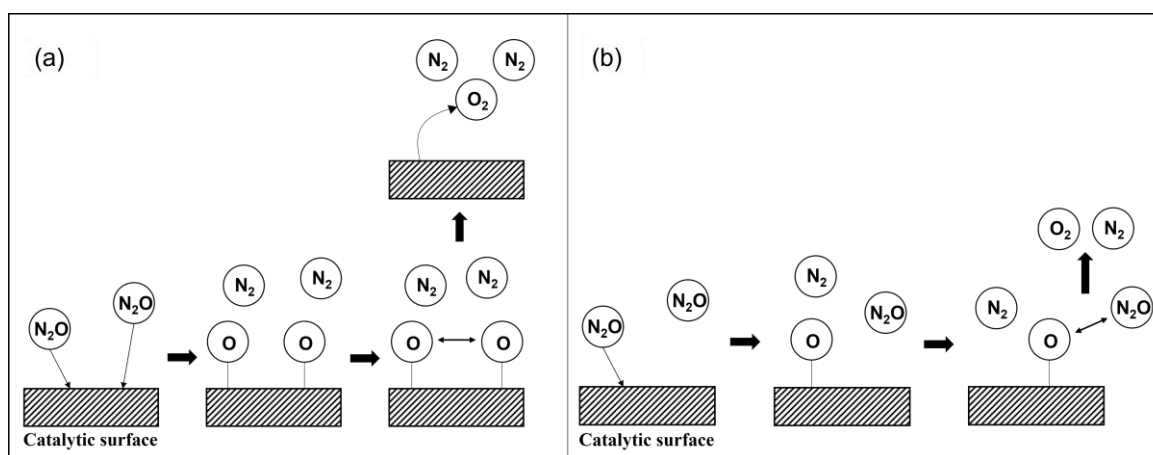 (a)
N₂
N₂
O₂
N₂
N₂
N₂
N₂
N₂O
N₂O
O
O
O
O
Catalytic surface
(b)
O₂
N₂
N₂
N₂O
N₂O
N₂O
N₂
N₂O
O
O
Catalytic surface